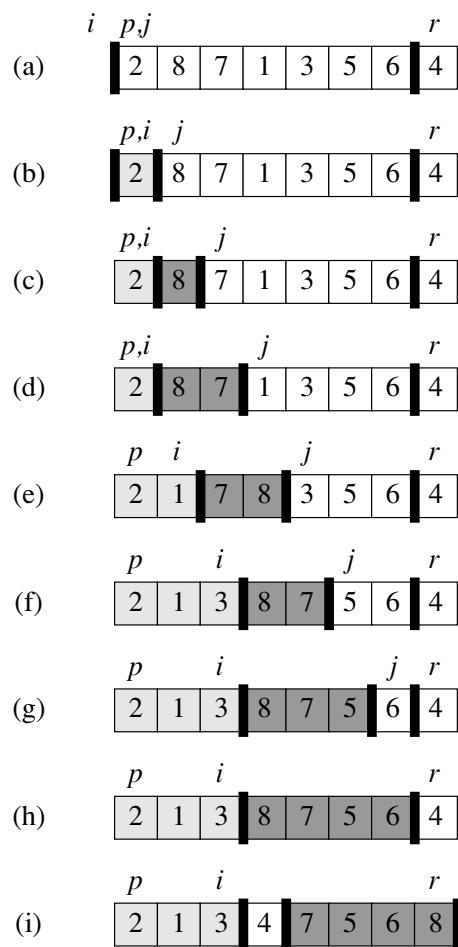 i p,j r
(a) 2 8 7 1 3 5 6 4
p,i j r
(b) 2 8 7 1 3 5 6 4
p,i j r
(c) 2 8 7 1 3 5 6 4
p,i j r
(d) 2 8 7 1 3 5 6 4
p i j r
(e) 2 1 7 8 3 5 6 4
p i j r
(f) 2 1 3 8 7 5 6 4
p i j r
(g) 2 1 3 8 7 5 6 4
p i r
(h) 2 1 3 8 7 5 6 4
p i r
(i) 2 1 3 4 7 5 6 8